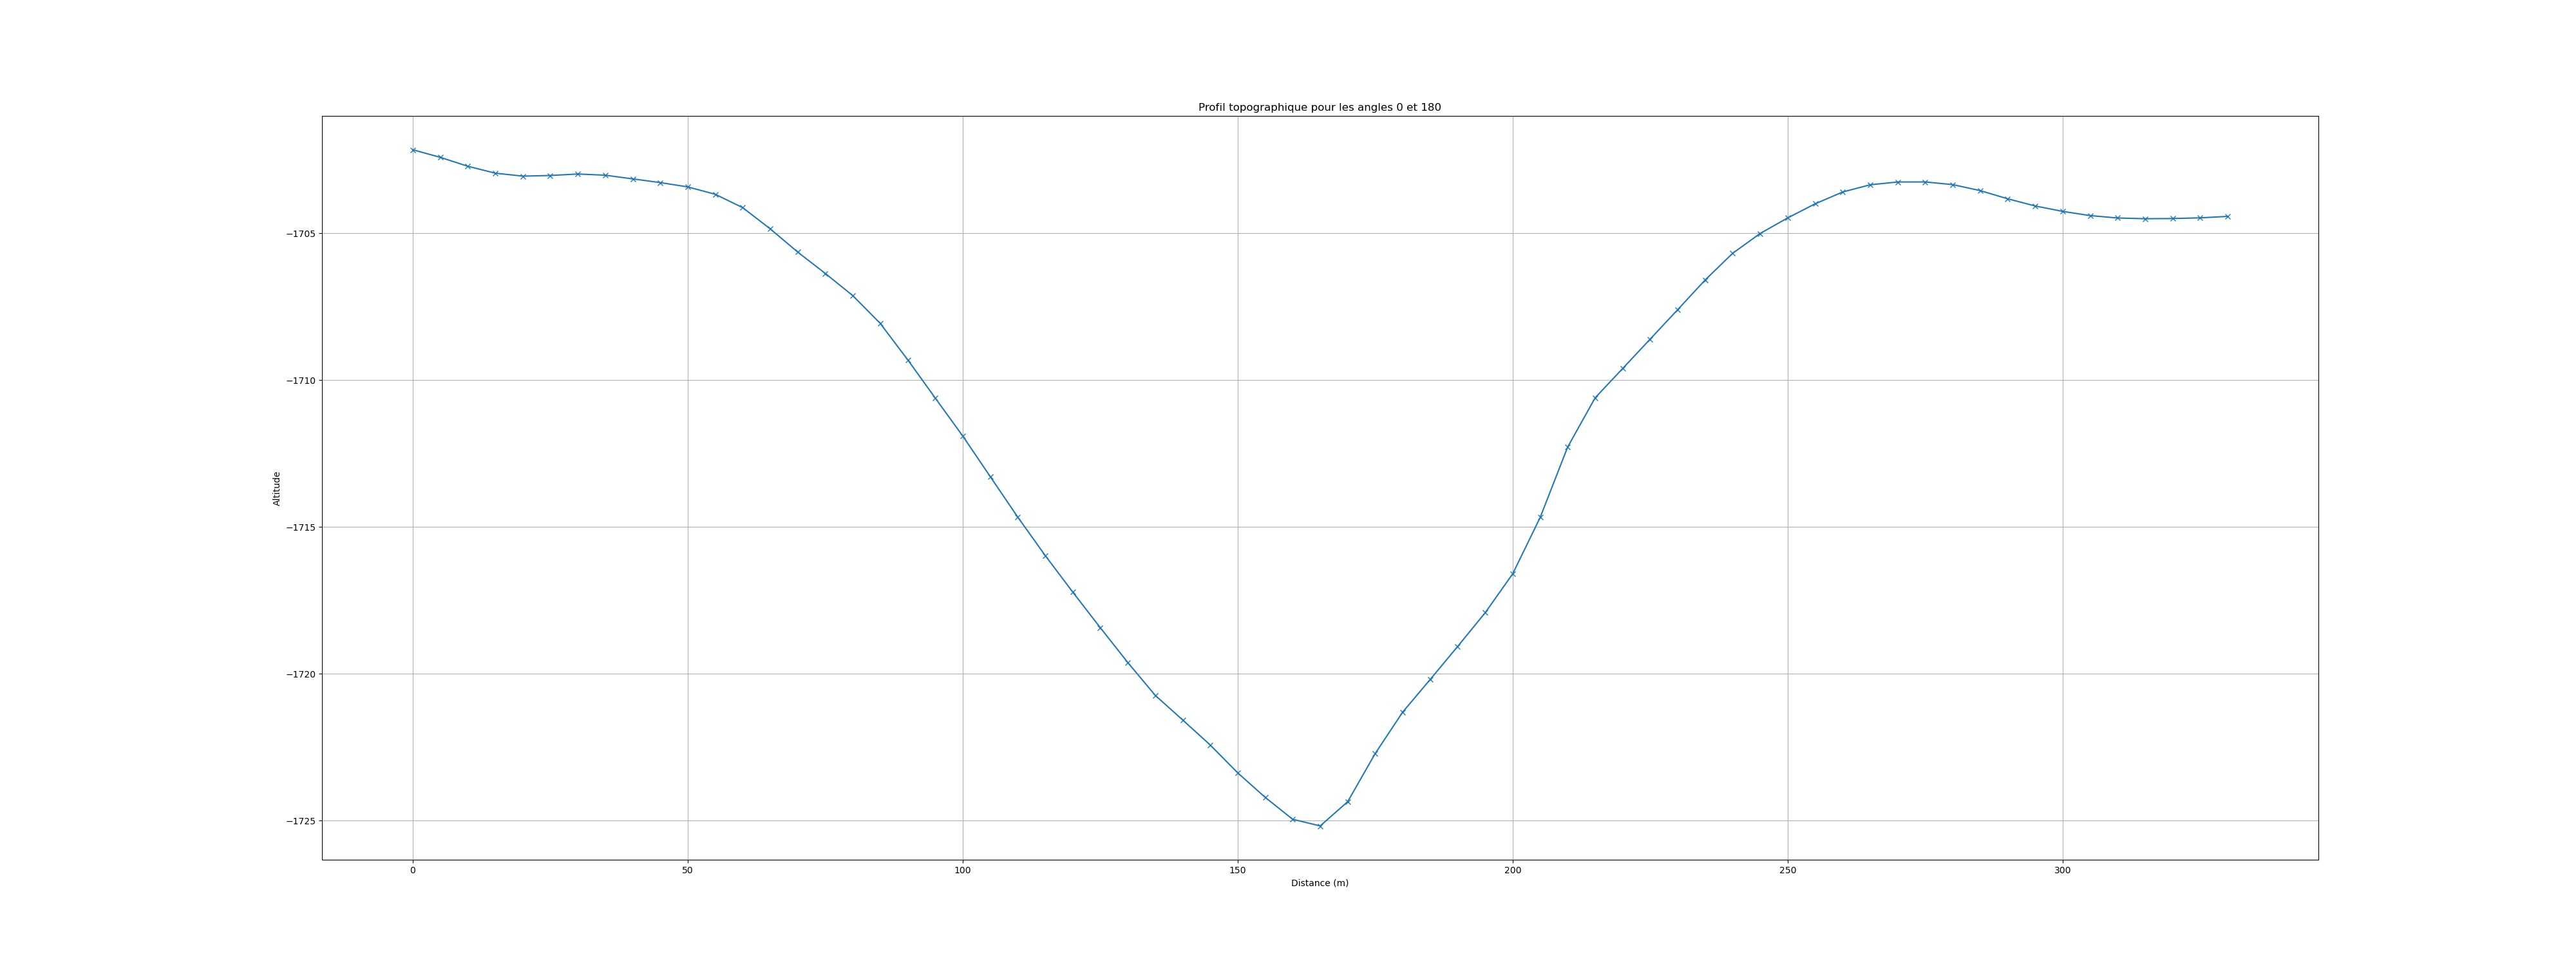 Profil topographique pour les angles 0 et 180
Altitude
−1705
−1710
−1715
−1720
−1725
0 50 100 150 200 250 300
Distance (m)